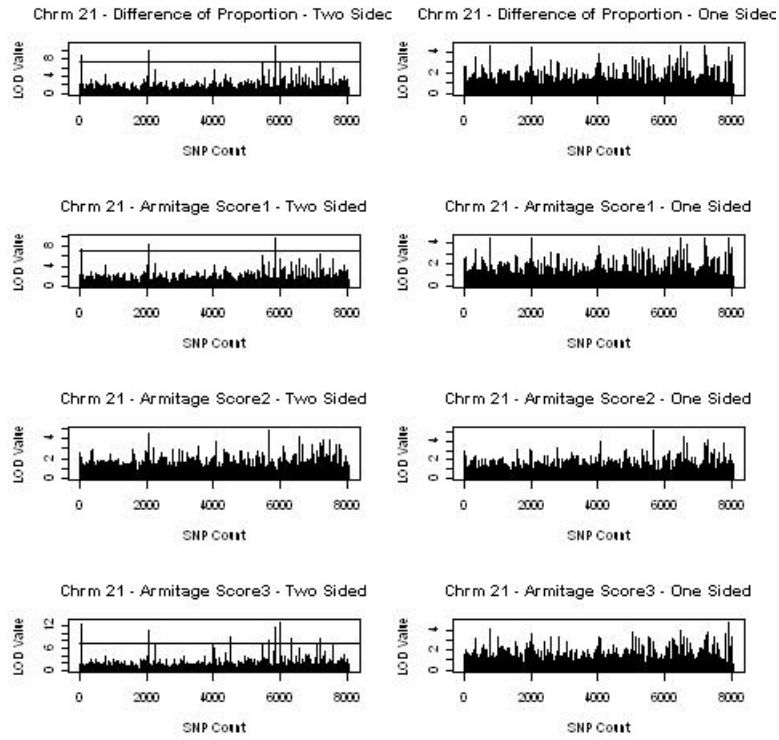 Chrm 21 - Difference of Proportion - Two Sided
LOD Value
0 4 8
0 2000 4000 6000 8000
SNP Count
Chrm 21 - Difference of Proportion - One Sided
LOD Value
0 2 4
0 2000 4000 6000 8000
SNP Count
Chrm 21 - Armitage Score1 - Two Sided
LOD Value
0 4 8
0 2000 4000 6000 8000
SNP Count
Chrm 21 - Armitage Score1 - One Sided
LOD Value
0 2 4
0 2000 4000 6000 8000
SNP Count
Chrm 21 - Armitage Score2 - Two Sided
LOD Value
0 2 4
0 2000 4000 6000 8000
SNP Count
Chrm 21 - Armitage Score2 - One Sided
LOD Value
0 2 4
0 2000 4000 6000 8000
SNP Count
Chrm 21 - Armitage Score3 - Two Sided
LOD Value
0 6 12
0 2000 4000 6000 8000
SNP Count
Chrm 21 - Armitage Score3 - One Sided
LOD Value
0 2 4
0 2000 4000 6000 8000
SNP Count